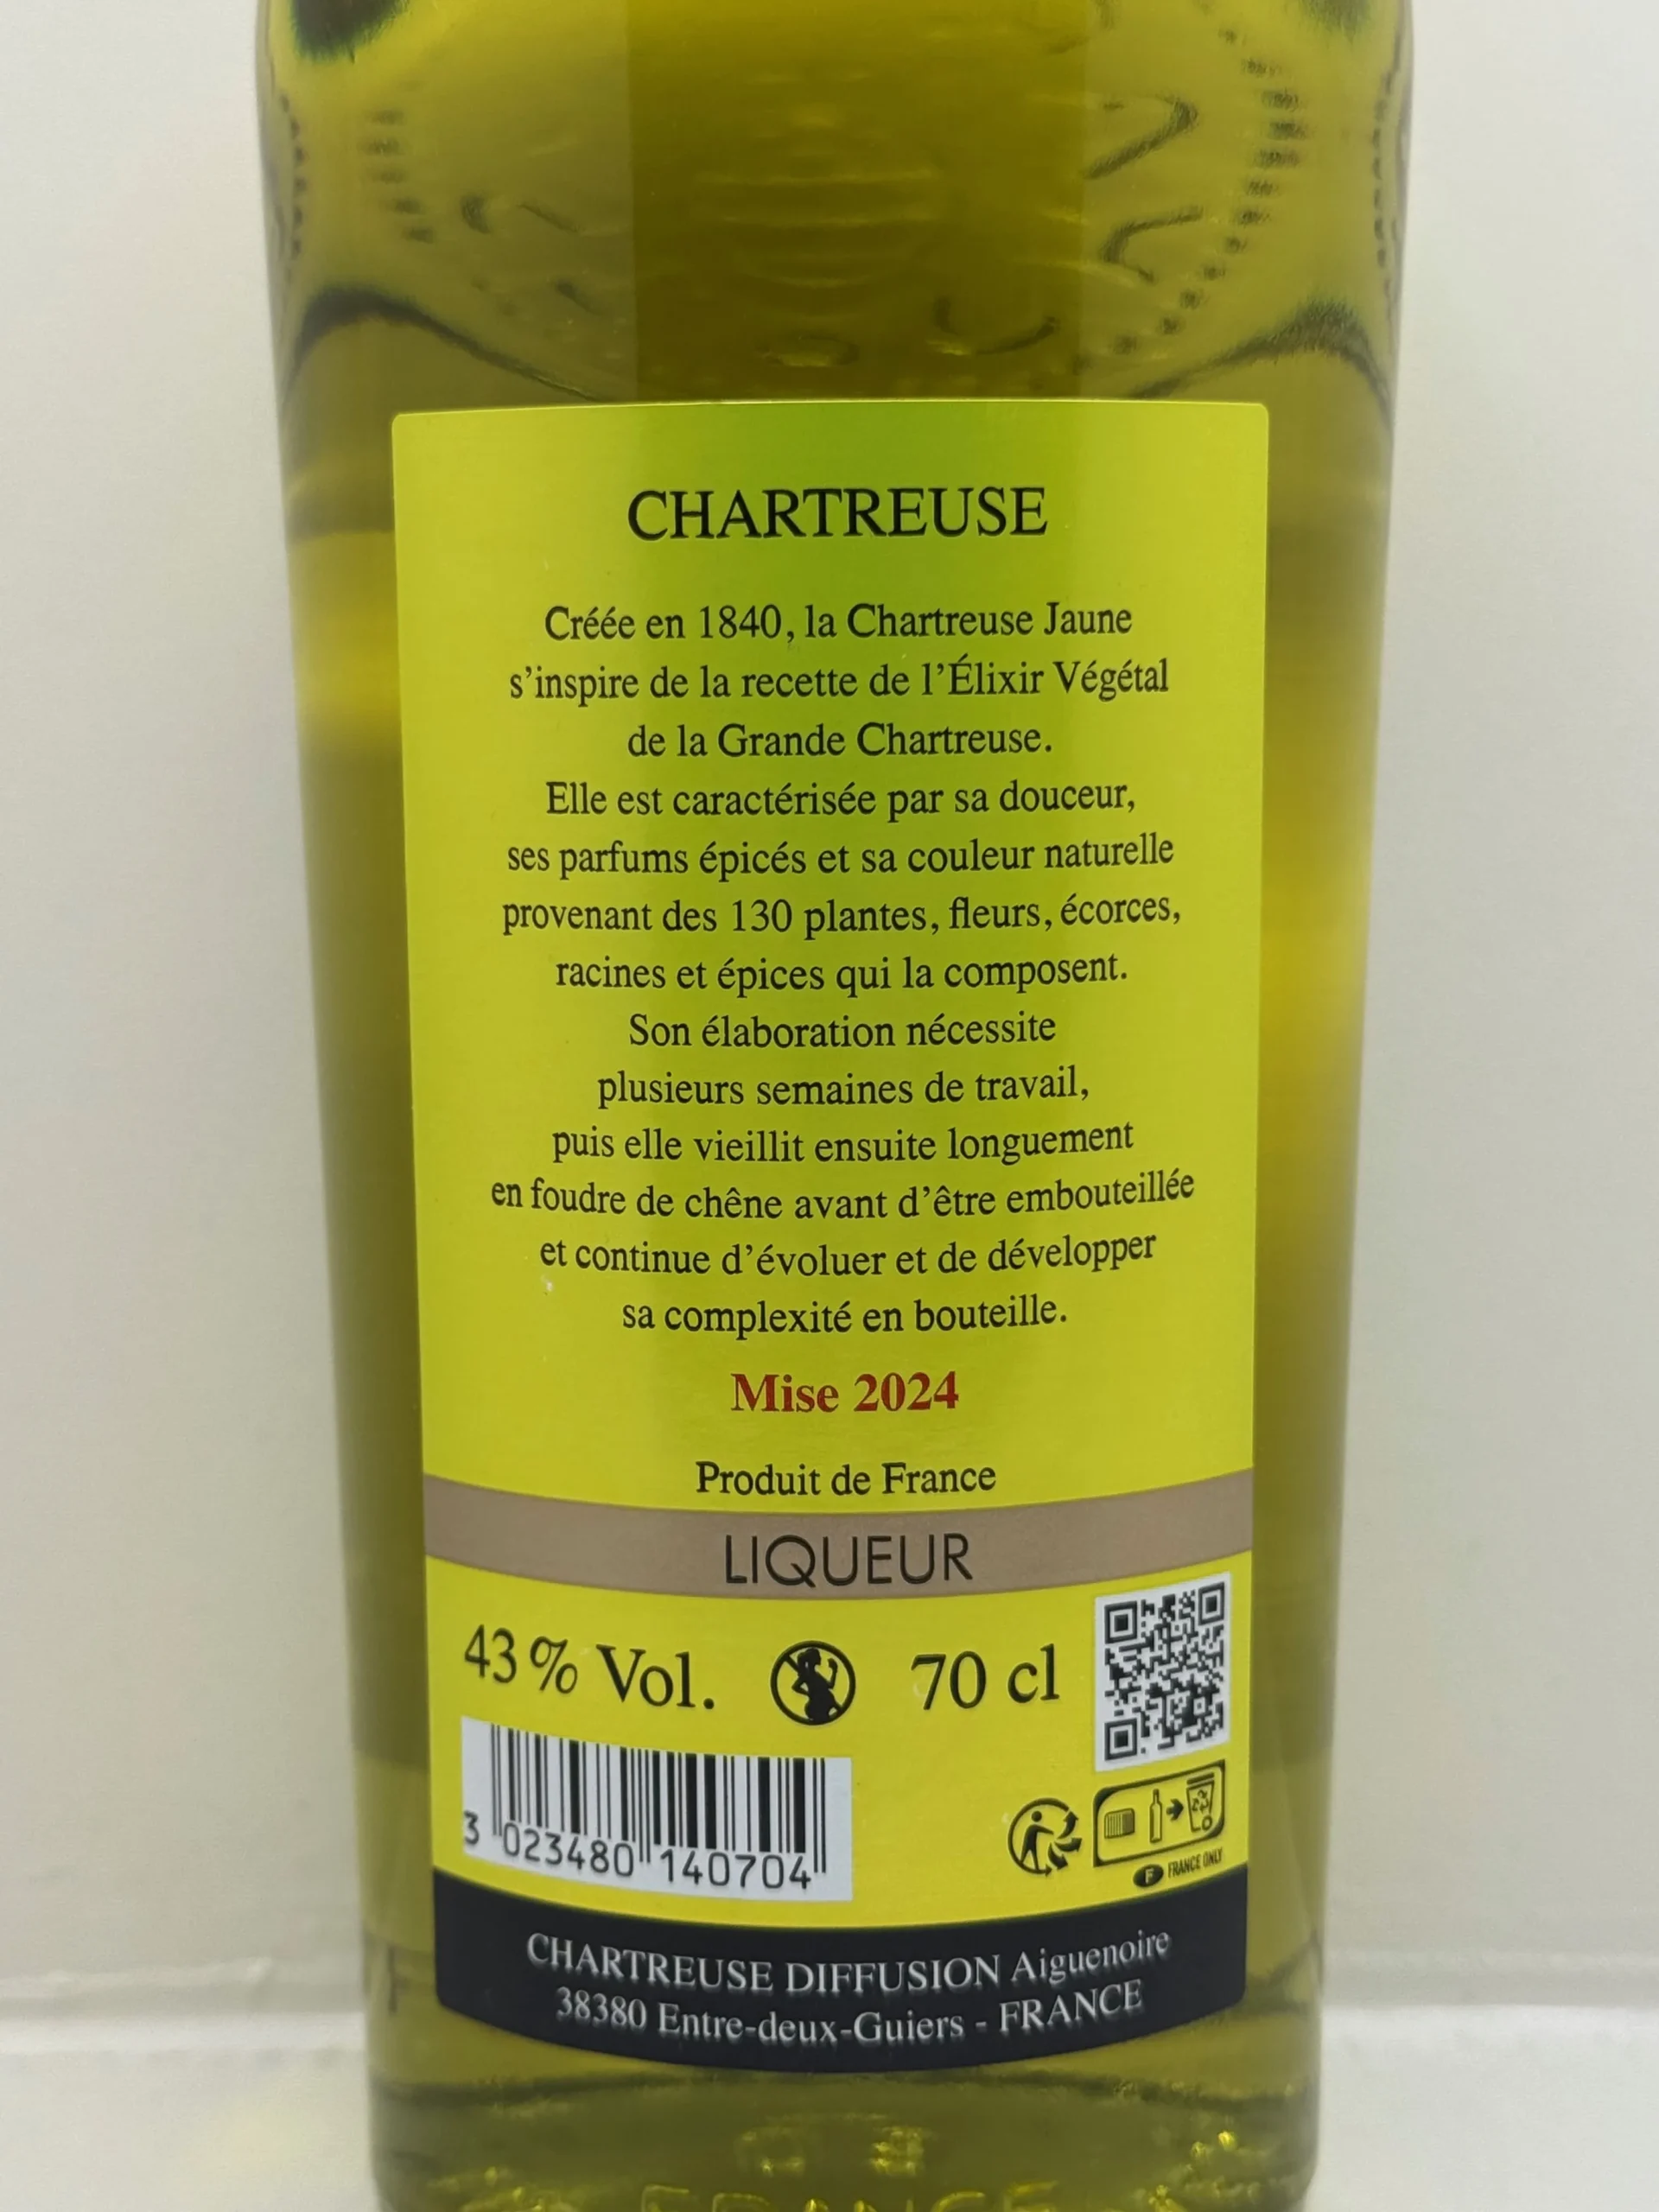 CHARTREUSE
Créée en 1840, la Chartreuse Jaune
s’inspire de la recette de l’Élixir Végétal
de la Grande Chartreuse.
Elle est caractérisée par sa douceur,
ses parfums épicés et sa couleur naturelle
provenant des 130 plantes, fleurs, écorces,
racines et épices qui la composent.
Son élaboration nécessite
plusieurs semaines de travail,
puis elle vieillit ensuite longuement
en foudre de chêne avant d’être embouteillée
et continue d’évoluer et de développer
sa complexité en bouteille.
Mise 2024
Produit de France
LIQUEUR
43 % Vol. 70 cl
3 023480 140704
F FRANCE ONLY
CHARTREUSE DIFFUSION Aiguenoire
38380 Entre-deux-Guiers - FRANCE
FRANCE